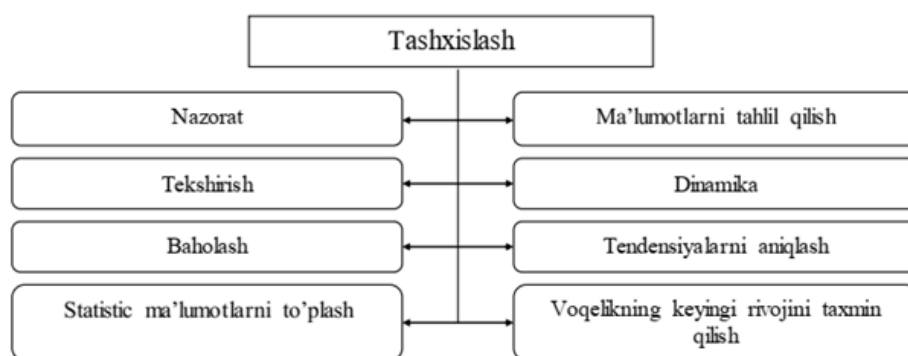 Tashxislash
Nazorat
Ma’lumotlarni tahlil qilish
Tekshirish
Dinamika
Baholash
Tendensiyalarni aniqlash
Statistic ma’lumotlarni to’plash
Voqelikning keyingi rivojini taxmin
qilish